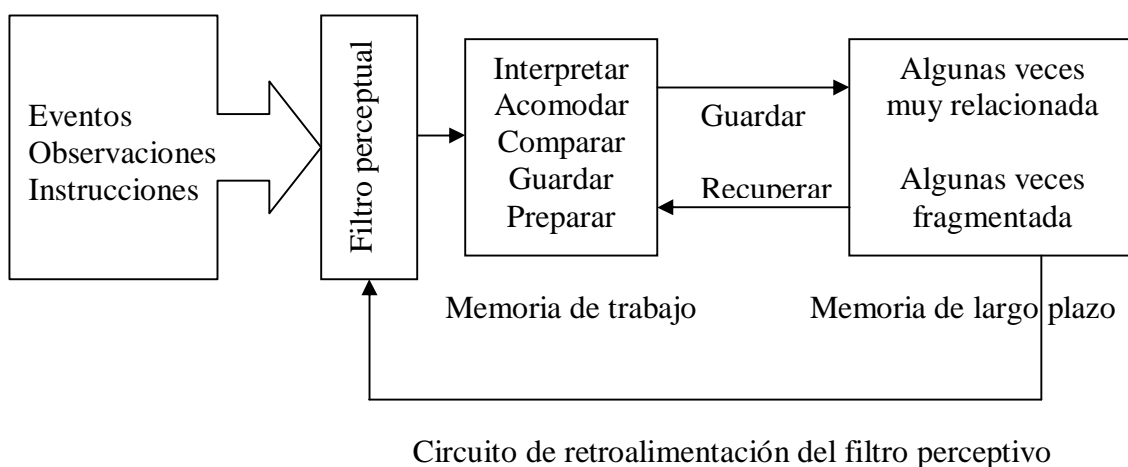 Eventos
Observaciones
Instrucciones
Filtro perceptual
Interpretar
Acomodar
Comparar
Guardar
Preparar
Guardar
Recuperar
Algunas veces
muy relacionada
Algunas veces
fragmentada
Memoria de trabajo
Memoria de largo plazo
Circuito de retroalimentación del filtro perceptivo